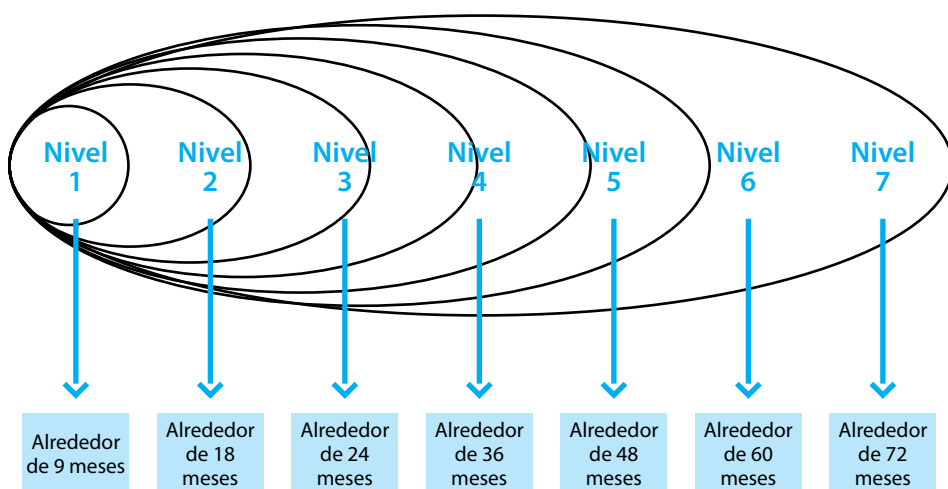 Nivel
1
Nivel
2
Nivel
3
Nivel
4
Nivel
5
Nivel
6
Nivel
7
Alrededor
de 9 meses
Alrededor
de 18
meses
Alrededor
de 24
meses
Alrededor
de 36
meses
Alrededor
de 48
meses
Alrededor
de 60
meses
Alrededor
de 72
meses